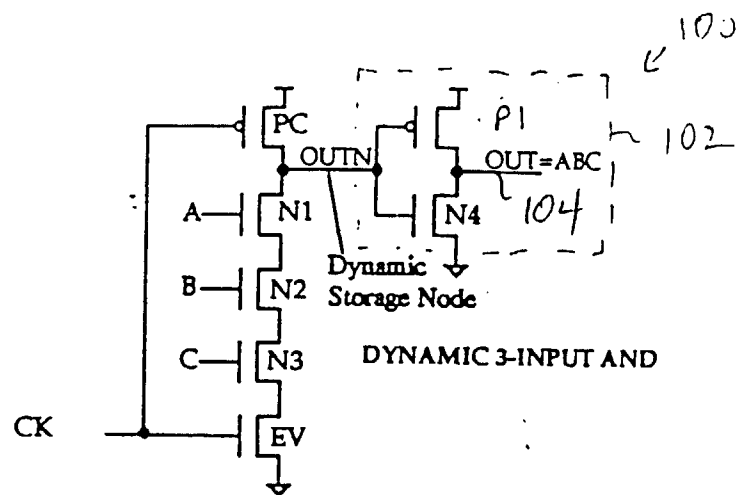 100
PC
P1
102
OUTN
OUT=ABC
104
A
N1
N4
Dynamic
Storage Node
B
N2
C
N3
DYNAMIC 3-INPUT AND
CK
EV